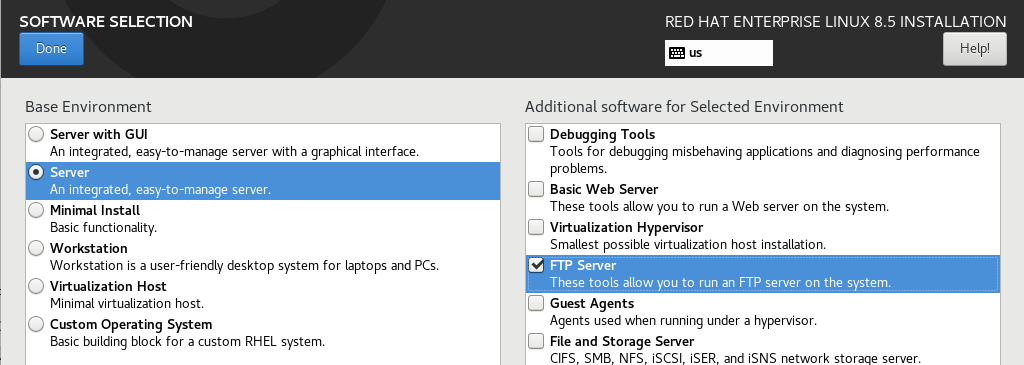 SOFTWARE SELECTION
RED HAT ENTERPRISE LINUX 8.5 INSTALLATION
Done
us
Help!
Base Environment
Server with GUI
An integrated, easy-to-manage server with a graphical interface.
Server
An integrated, easy-to-manage server.
Minimal Install
Basic functionality.
Workstation
Workstation is a user-friendly desktop system for laptops and PCs.
Virtualization Host
Minimal virtualization host.
Custom Operating System
Basic building block for a custom RHEL system.
Additional software for Selected Environment
Debugging Tools
Tools for debugging misbehaving applications and diagnosing performance
problems.
Basic Web Server
These tools allow you to run a Web server on the system.
Virtualization Hypervisor
Smallest possible virtualization host installation.
FTP Server
These tools allow you to run an FTP server on the system.
Guest Agents
Agents used when running under a hypervisor.
File and Storage Server
CIFS, SMB, NFS, iSCSI, iSER, and iSNS network storage server.